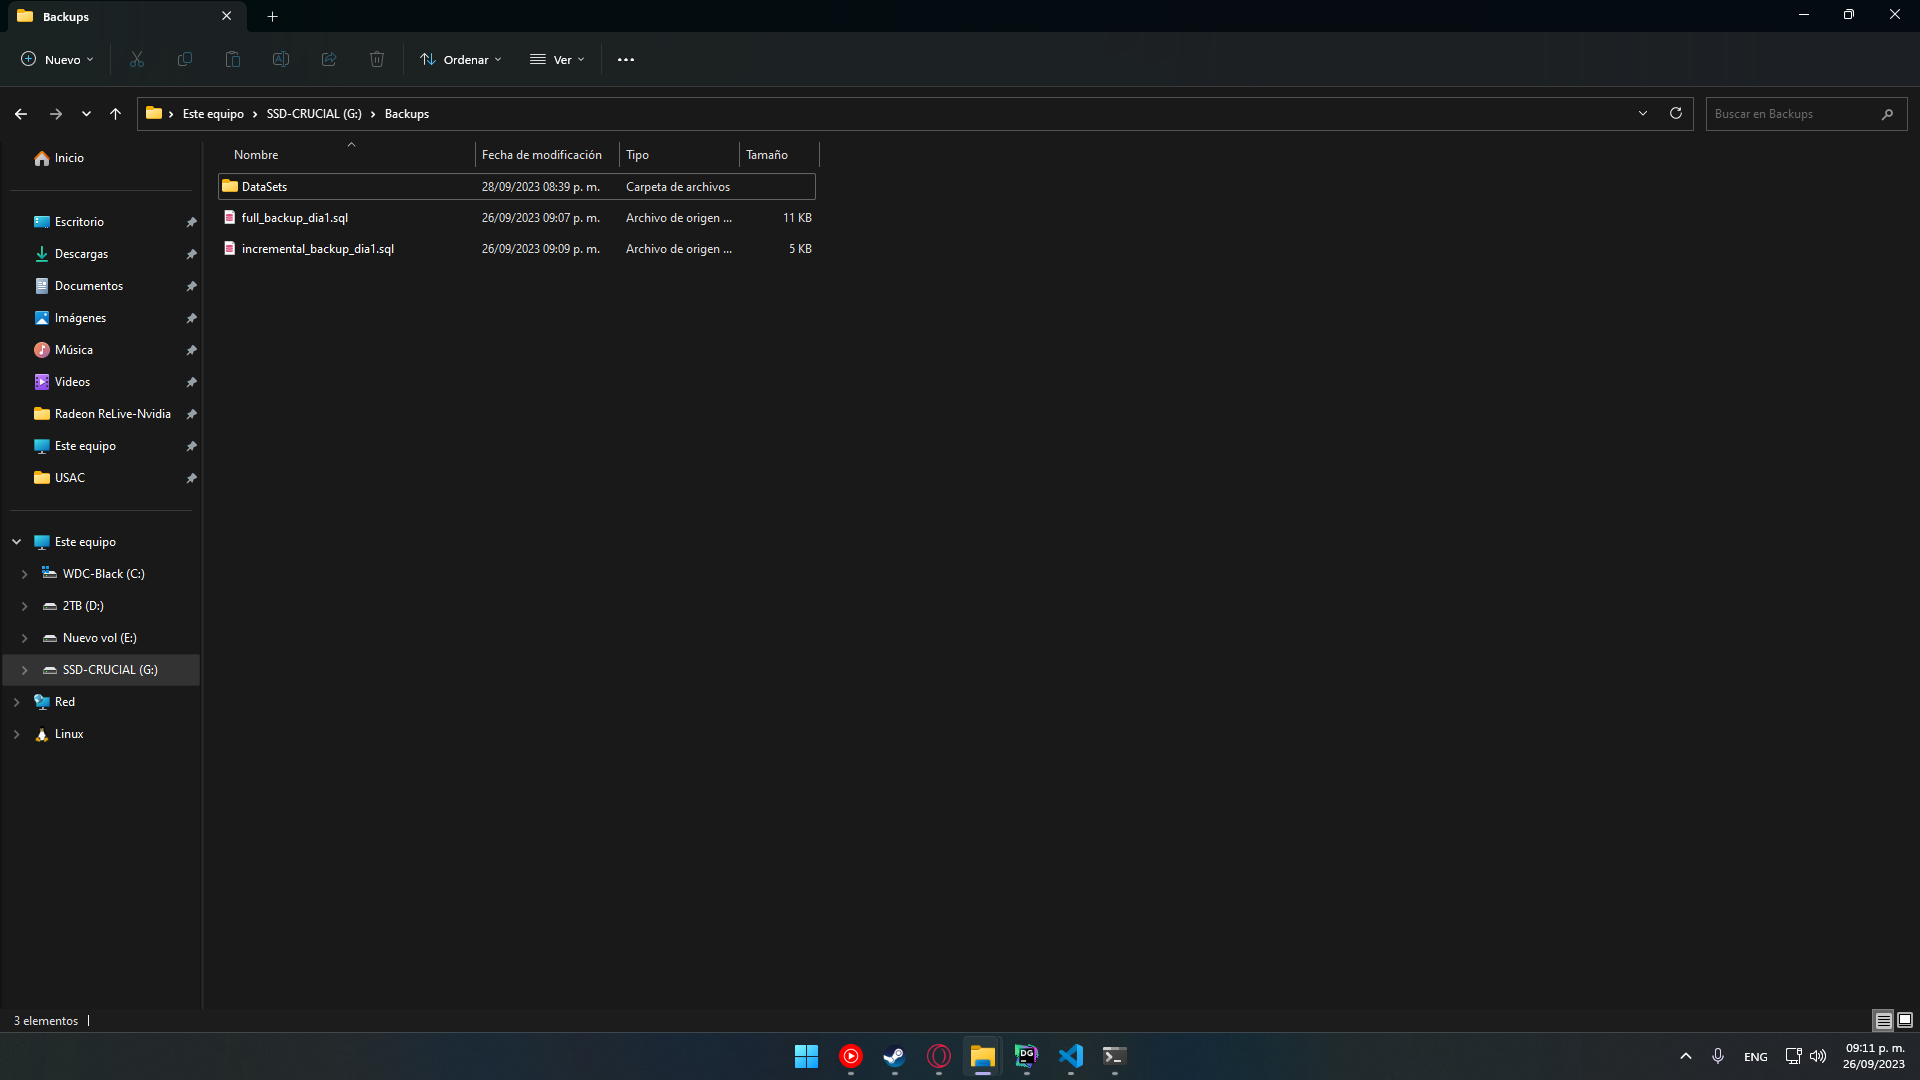 Backups
Nuevo
Ordenar
Ver
Este equipo
SSD-CRUCIAL (G:)
Backups
Buscar en Backups
Inicio
Escritorio
Descargas
Documentos
Imágenes
Música
Videos
Radeon ReLive-Nvidia
Este equipo
USAC
Este equipo
WDC-Black (C:)
2TB (D:)
Nuevo vol (E:)
SSD-CRUCIAL (G:)
Red
Linux
Nombre Fecha de modificación Tipo Tamaño
DataSets 28/09/2023 08:39 p. m. Carpeta de archivos
full_backup_dia1.sql 26/09/2023 09:07 p. m. Archivo de origen ... 11 KB
incremental_backup_dia1.sql 26/09/2023 09:09 p. m. Archivo de origen ... 5 KB
3 elementos
DG
ENG
09:11 p. m.
26/09/2023